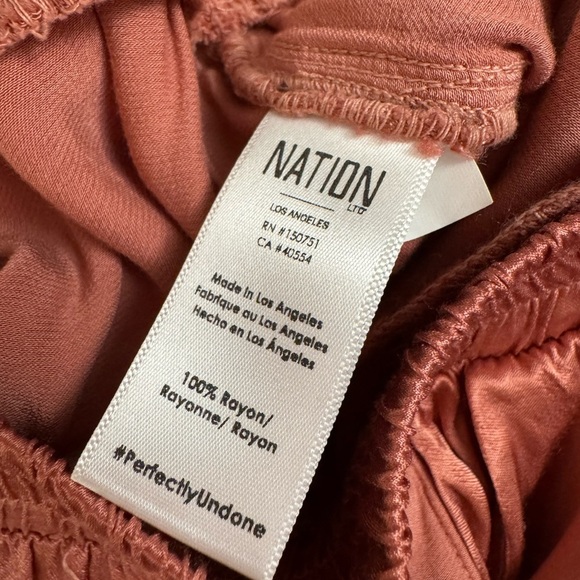 NATION
LTD
LOS ANGELES
RN #150751
CA #40554
Made In Los Angeles
Fabrique au Los Angeles
Hecho en Los Ángeles
100% Rayon/
Rayonne/ Rayon
#PerfectlyUndone